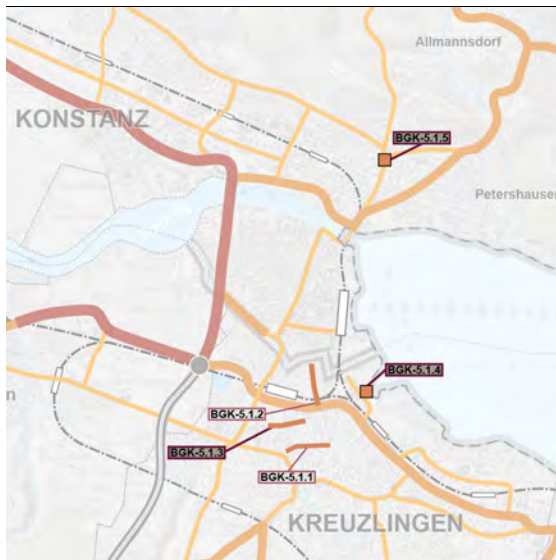 Allmannsdorf
KONSTANZ
BGK-5.1.5
Petershausen
BGK-5.1.4
n
BGK-5.1.2
BGK-5.1.3
BGK-5.1.1
KREUZLINGEN